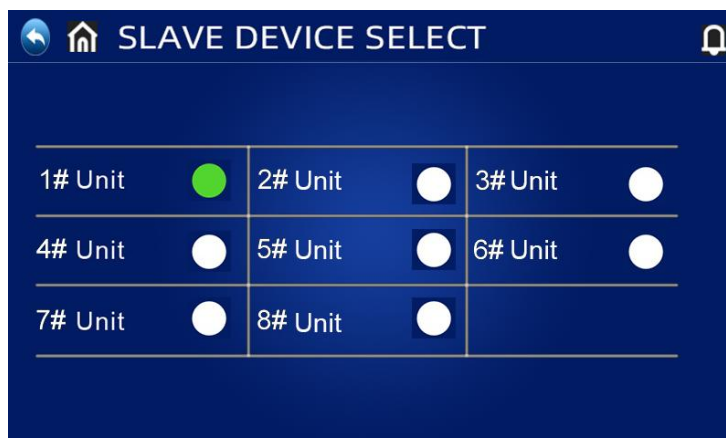 SLAVE DEVICE SELECT
1# Unit 2# Unit 3# Unit
4# Unit 5# Unit 6# Unit
7# Unit 8# Unit